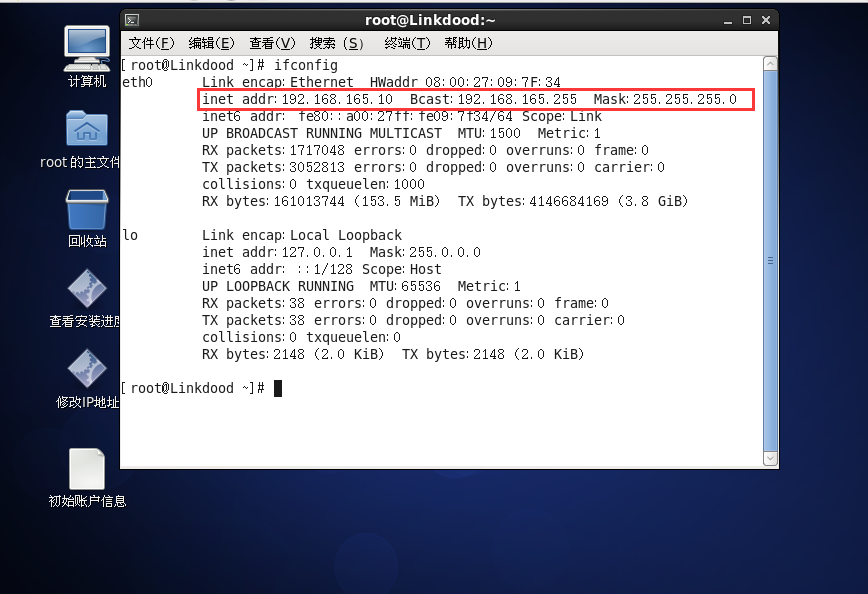 root@Linkdood:~
文件(F) 编辑(E) 查看(V) 搜索 (S) 终端(T) 帮助(H)
[root@Linkdood ~]# ifconfig
eth0 Link encap:Ethernet HWaddr 08:00:27:09:7F:34
inet addr:192.168.165.10 Bcast:192.168.165.255 Mask:255.255.255.0
inet6 addr: fe80::a00:27ff:fe09:7f34/64 Scope:Link
UP BROADCAST RUNNING MULTICAST MTU:1500 Metric:1
RX packets:1717048 errors:0 dropped:0 overruns:0 frame:0
TX packets:3052813 errors:0 dropped:0 overruns:0 carrier:0
collisions:0 txqueuelen:1000
RX bytes:161013744 (153.5 MiB) TX bytes:4146684169 (3.8 GiB)
lo Link encap:Local Loopback
inet addr:127.0.0.1 Mask:255.0.0.0
inet6 addr: ::1/128 Scope:Host
UP LOOPBACK RUNNING MTU:65536 Metric:1
RX packets:38 errors:0 dropped:0 overruns:0 frame:0
TX packets:38 errors:0 dropped:0 overruns:0 carrier:0
collisions:0 txqueuelen:0
RX bytes:2148 (2.0 KiB) TX bytes:2148 (2.0 KiB)
[root@Linkdood ~]#
计算机
root 的主文件
回收站
查看安装进度
修改IP地址
初始账户信息